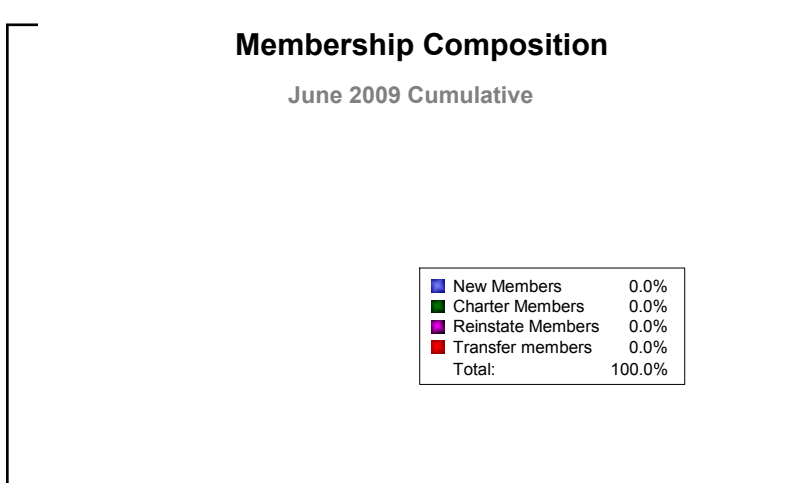 Membership Composition
June 2009 Cumulative
New Members 0.0%
Charter Members 0.0%
Reinstate Members 0.0%
Transfer members 0.0%
Total: 100.0%